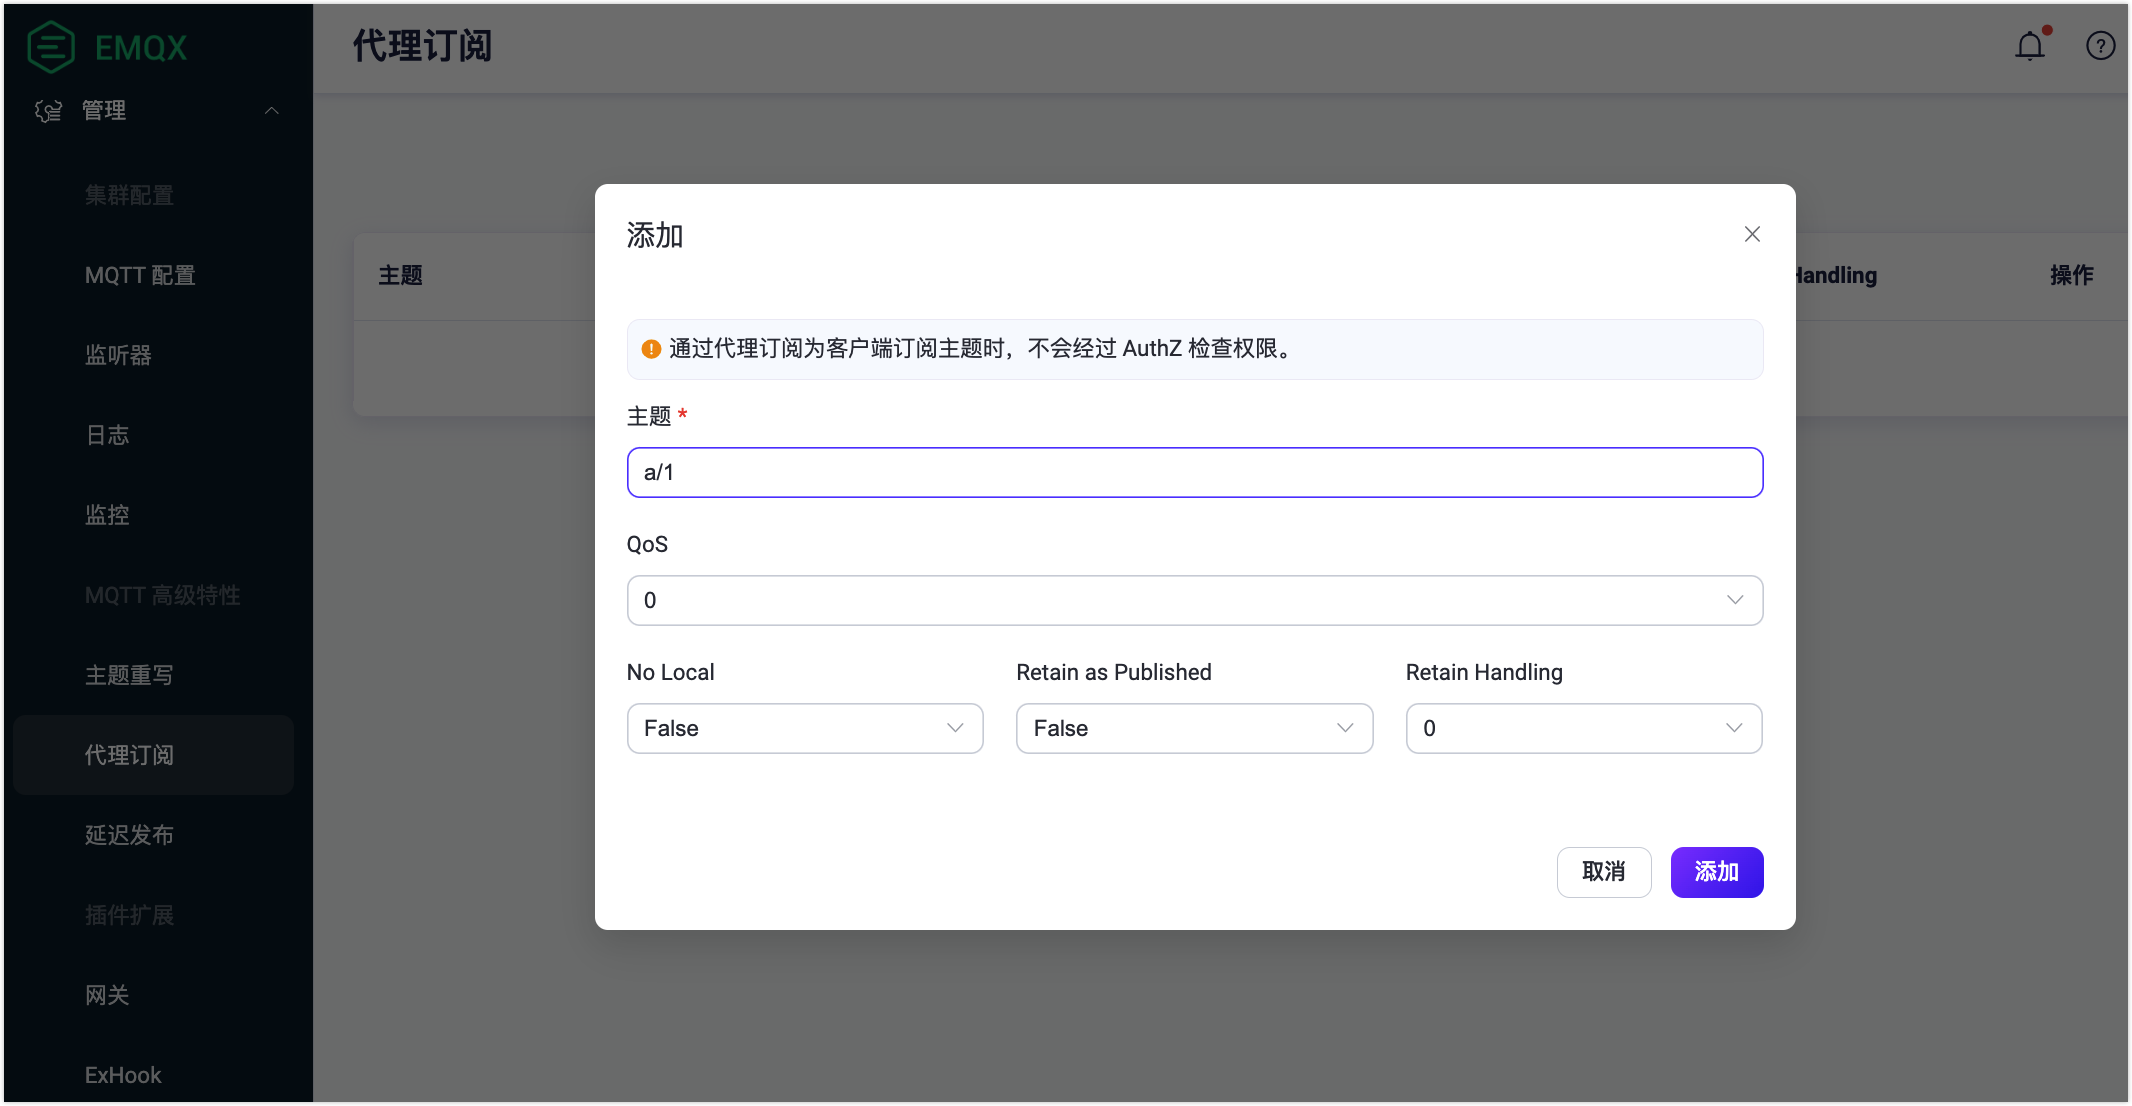 EMQX
管理
集群配置
MQTT 配置
监听器
日志
监控
MQTT 高级特性
主题重写
代理订阅
延迟发布
插件扩展
网关
ExHook
代理订阅
主题
Handling
操作
添加
通过代理订阅为客户端订阅主题时，不会经过 AuthZ 检查权限。
主题 *
a/1
QoS
0
No Local
Retain as Published
Retain Handling
False
False
0
取消
添加